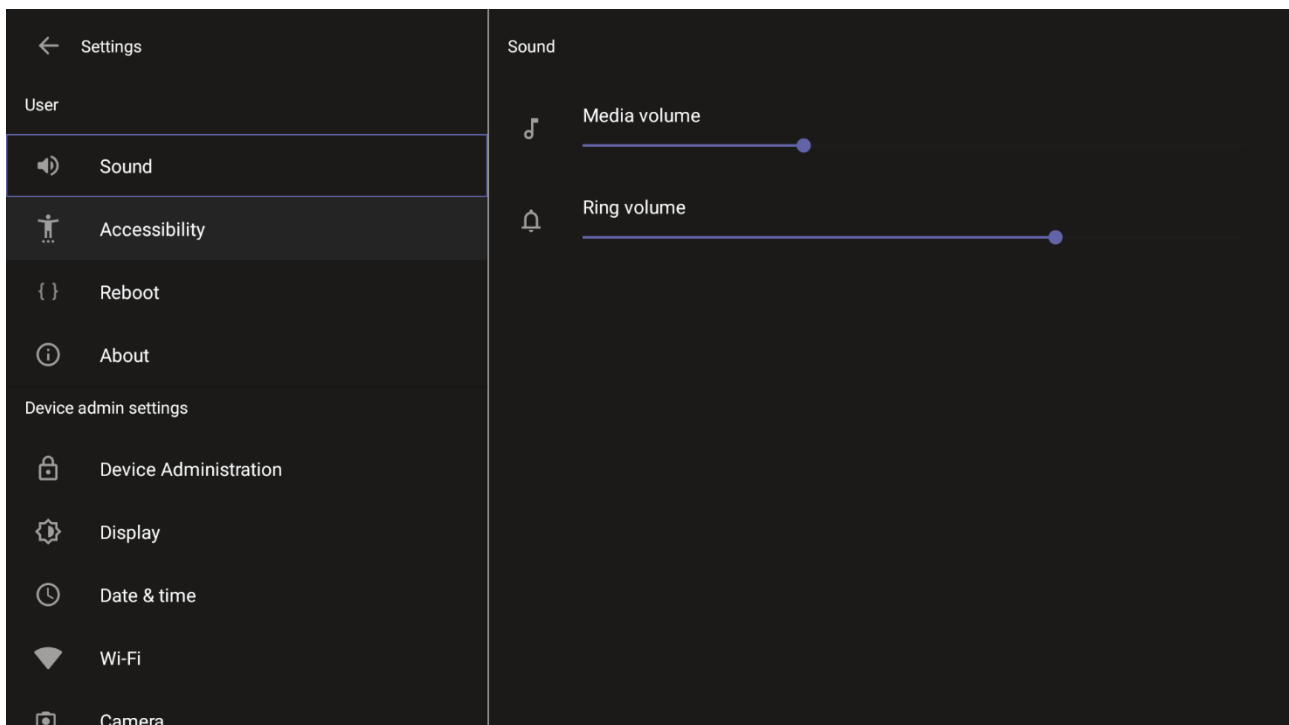 Settings
User
Sound
Accessibility
Reboot
About
Device admin settings
Device Administration
Display
Date & time
Wi-Fi
Camera
Sound
Media volume
Ring volume